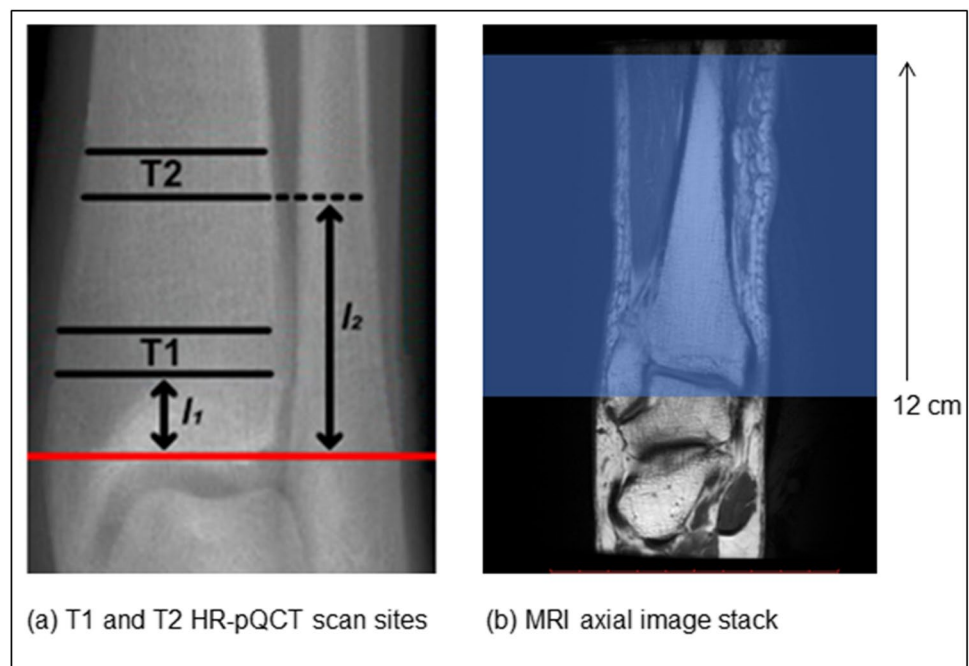 T2
l₂
T1
l₁
12 cm
(a) T1 and T2 HR-pQCT scan sites
(b) MRI axial image stack